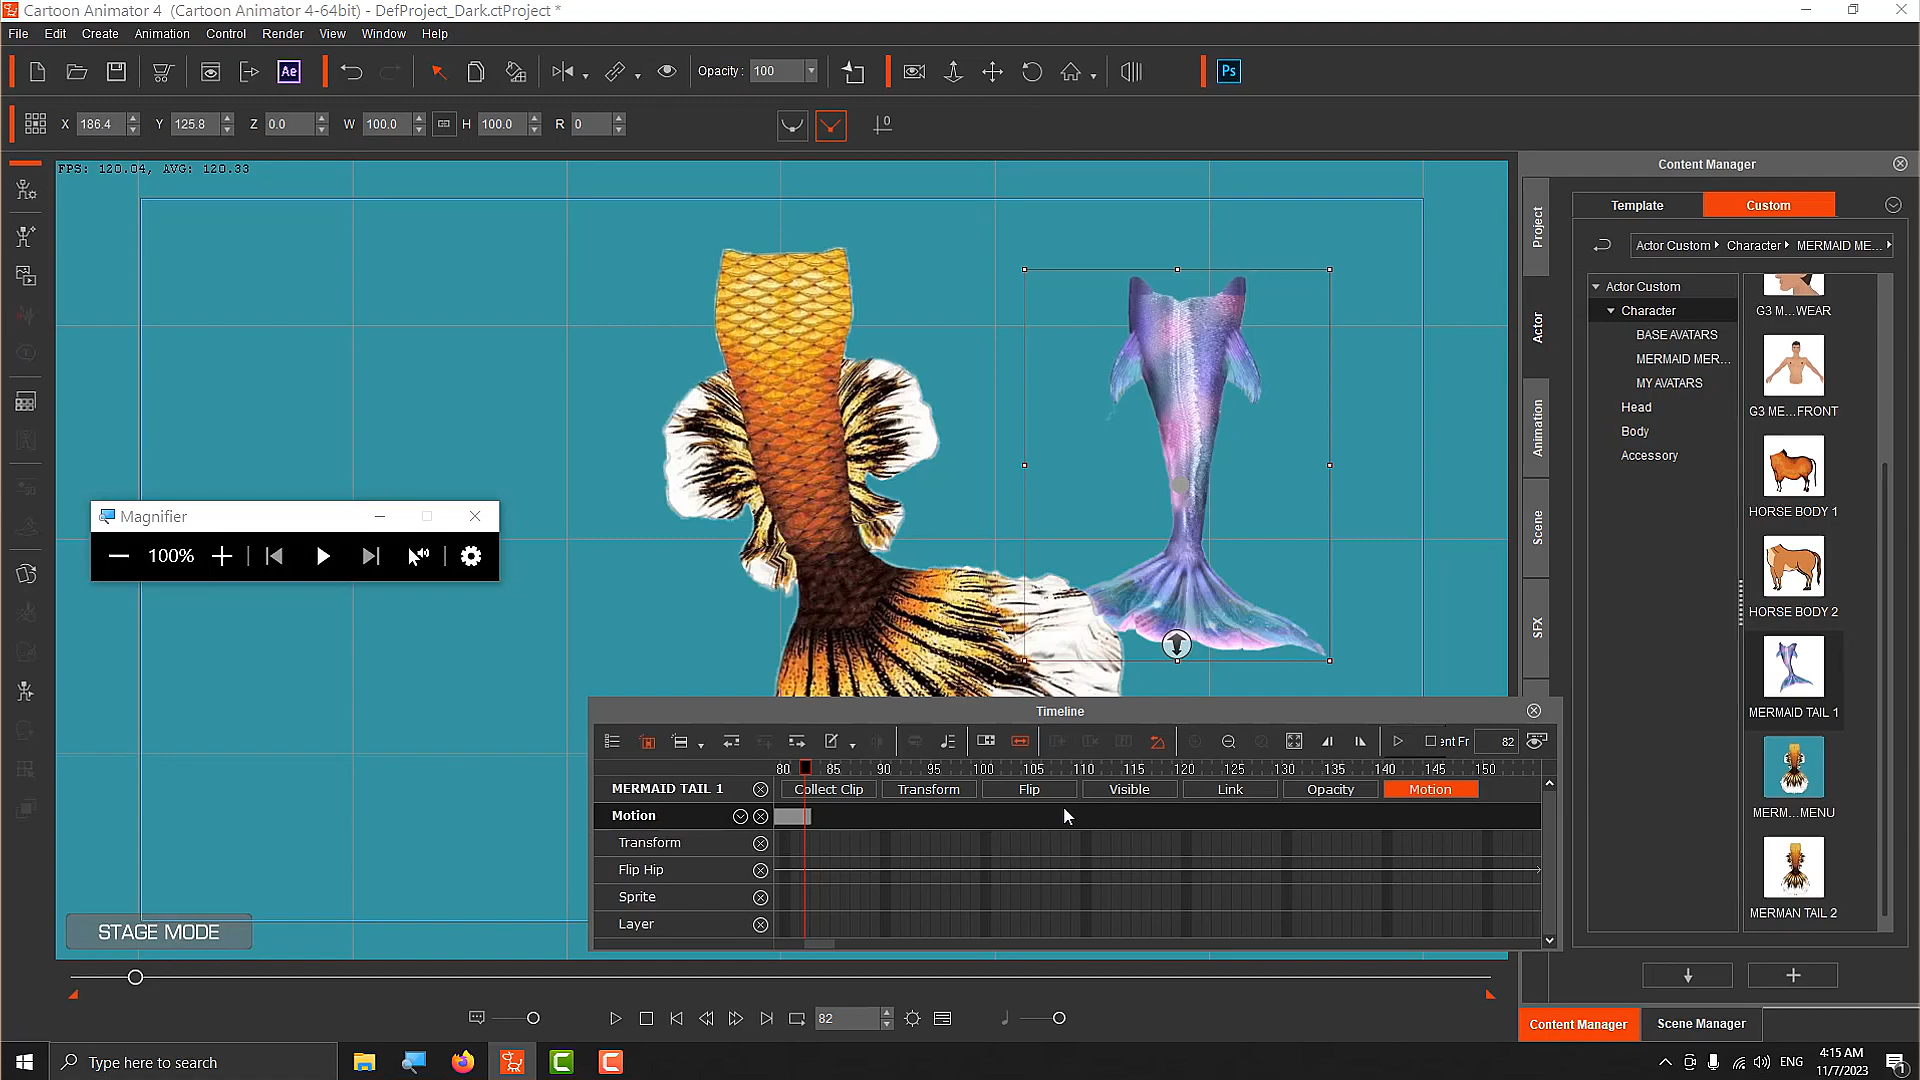 Cartoon Animator 4  (Cartoon Animator 4-64bit) - DefProject_Dark.ctProject *
File Edit Create Animation Control Render View Window Help
Ae
Opacity : 100
Ps
X 186.4 Y 125.8 Z 0.0 W 100.0 H 100.0 R 0
0
FPS: 120.04, AVG: 120.33
Magnifier
100%
STAGE MODE
Content Manager
Template Custom
Actor Custom Character MERMAID ME...
Project
Actor
Animation
Scene
SFX
Actor Custom
Character
BASE AVATARS
MERMAID MER...
MY AVATARS
Head
Body
Accessory
G3 M...WEAR
G3 ME...FRONT
HORSE BODY 1
HORSE BODY 2
MERMAID TAIL 1
MERM...MENU
MERMAN TAIL 2
Timeline
ent Fr 82
80 85 90 95 100 105 110 115 120 125 130 135 140 145 150
MERMAID TAIL 1 Collect Clip Transform Flip Visible Link Opacity Motion
Motion
Transform
Flip Hip
Sprite
Layer
82
Content Manager Scene Manager
Type here to search
ENG
4:15 AM
11/7/2023
1